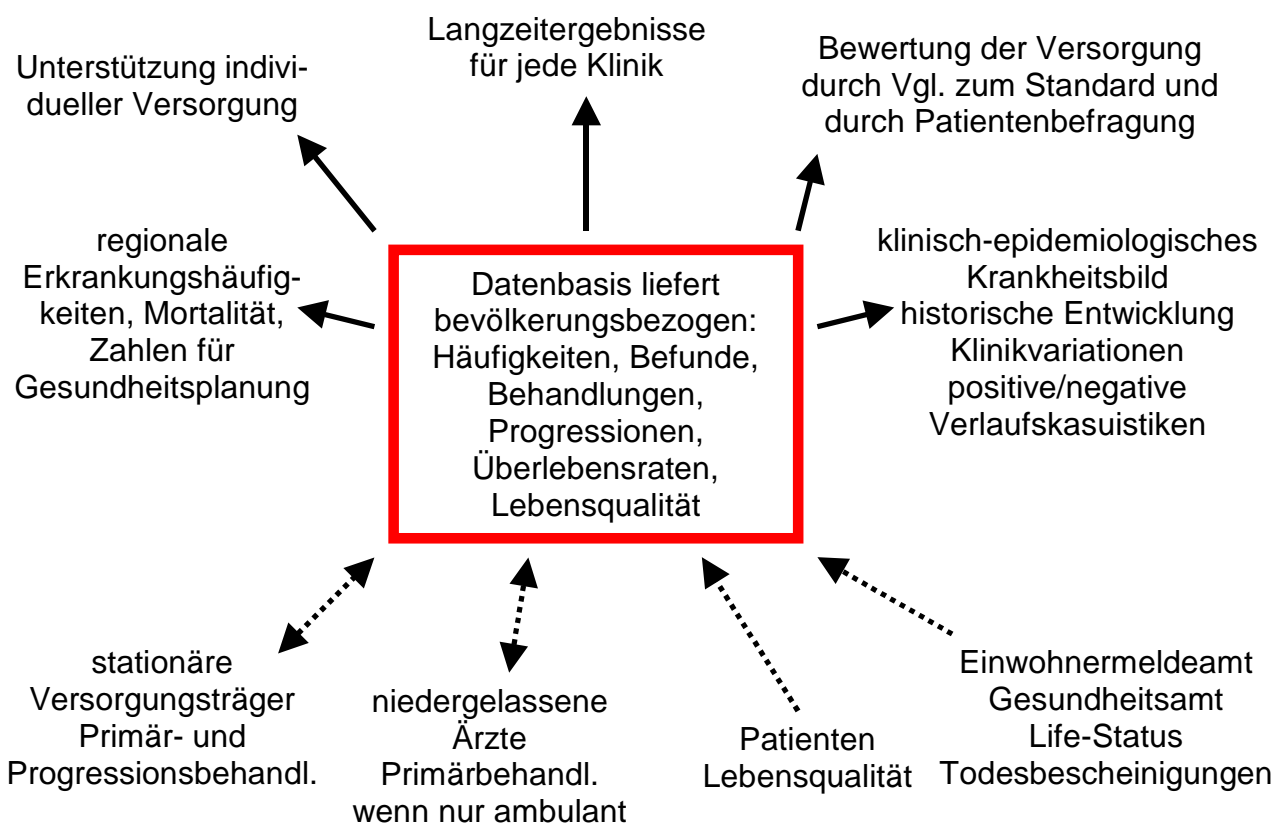 Unterstützung indivi-
dueller Versorgung
Langzeitergebnisse
für jede Klinik
Bewertung der Versorgung
durch Vgl. zum Standard und
durch Patientenbefragung
regionale
Erkrankungshäufig-
keiten, Mortalität,
Zahlen für
Gesundheitsplanung
Datenbasis liefert
bevölkerungsbezogen:
Häufigkeiten, Befunde,
Behandlungen,
Progressionen,
Überlebensraten,
Lebensqualität
klinisch-epidemiologisches
Krankheitsbild
historische Entwicklung
Klinikvariationen
positive/negative
Verlaufskasuistiken
stationäre
Versorgungsträger
Primär- und
Progressionsbehandl.
niedergelassene
Ärzte
Primärbehandl.
wenn nur ambulant
Patienten
Lebensqualität
Einwohnermeldeamt
Gesundheitsamt
Life-Status
Todesbescheinigungen